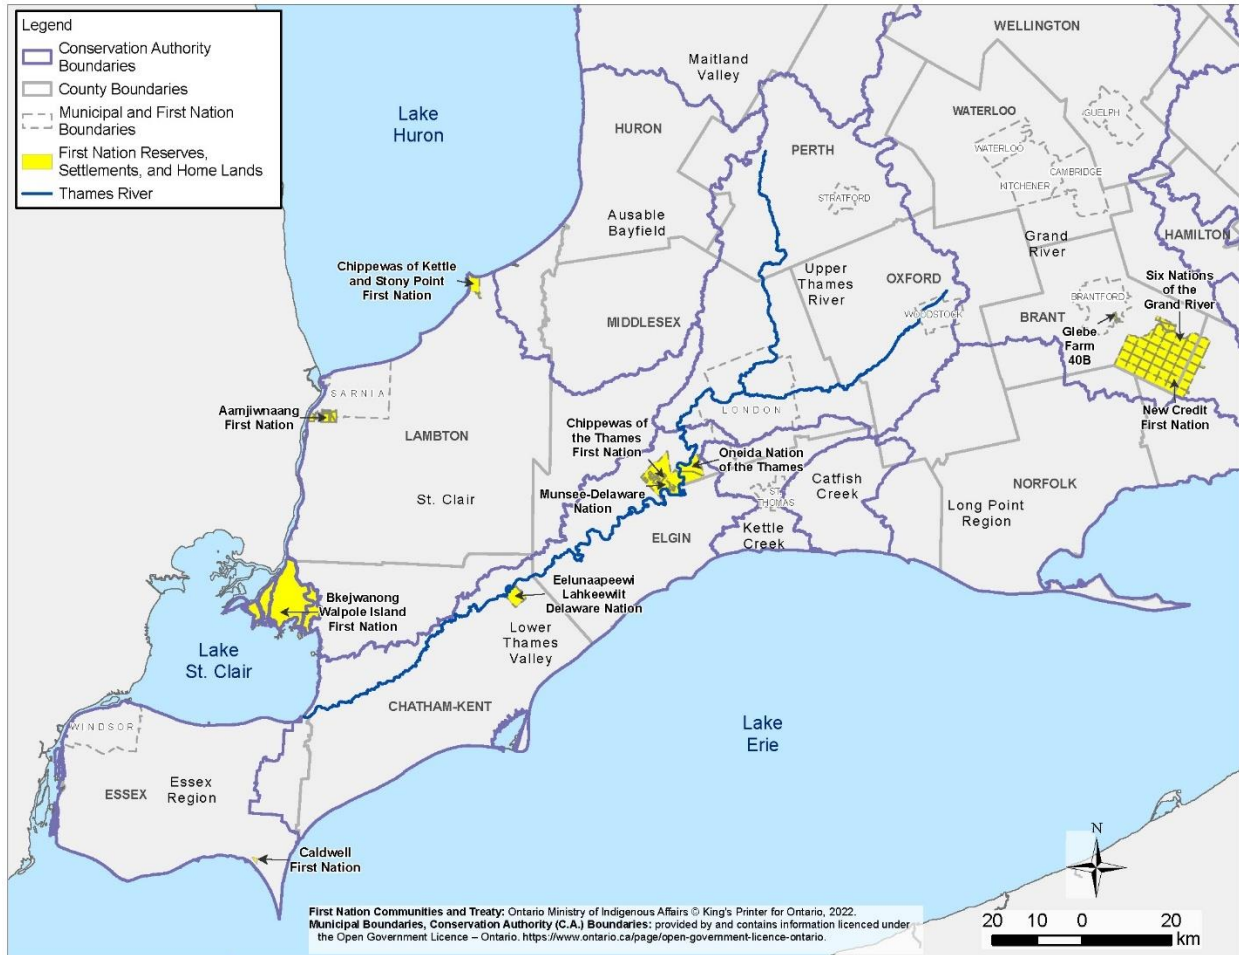 Legend
Conservation Authority
Boundaries
County Boundaries
Municipal and First Nation
Boundaries
First Nation Reserves,
Settlements, and Home Lands
Thames River
WELLINGTON
Maitland
Valley
Lake
Huron
HURON
WATERLOO
GUELPH
PERTH
WATERLOO
CAMBRIDGE
KITCHENER
STRATFORD
Ausable
Bayfield
Grand
River
HAMILTON
Chippewas of Kettle
and Stony Point
First Nation
Upper
Thames
River
OXFORD
Six Nations
of the
Grand River
BRANTFORD
WOODSTOCK
BRANT
MIDDLESEX
Glebe
Farm
40B
SARNIA
Aamjiwnaang
First Nation
LONDON
New Credit
First Nation
LAMBTON
Chippewas of
the Thames
First Nation
Oneida Nation
of the Thames
Catfish
Creek
NORFOLK
St. Clair
Munsee-Delaware
Nation
ST.
THOMAS
Long Point
Region
Kettle
Creek
ELGIN
Bkejwanong
Walpole Island
First Nation
Eelunaapeewi
Lahkeewiit
Delaware Nation
Lower
Thames
Valley
Lake
St. Clair
CHATHAM-KENT
Lake
Erie
WINDSOR
ESSEX
Essex
Region
Caldwell
First Nation
N
First Nation Communities and Treaty: Ontario Ministry of Indigenous Affairs © King's Printer for Ontario, 2022.
Municipal Boundaries, Conservation Authority (C.A.) Boundaries: provided by and contains information licenced under
the Open Government Licence – Ontario. https://www.ontario.ca/page/open-government-licence-ontario.
20 10 0 20
km